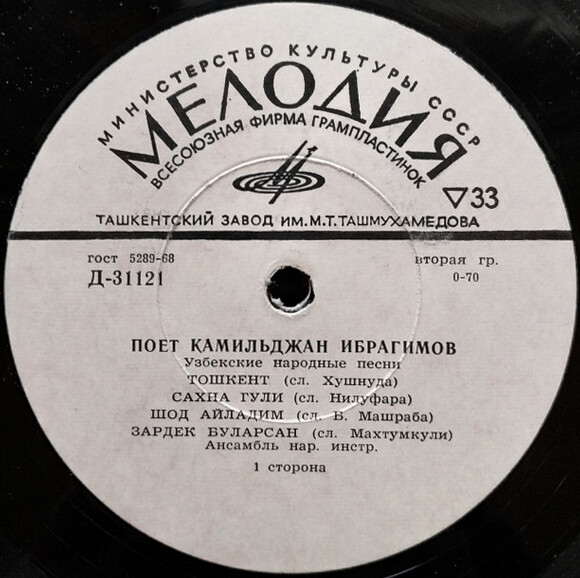 МИНИСТЕРСТВО КУЛЬТУРЫ СССР
МЕЛОДИЯ
ВСЕСОЮЗНАЯ ФИРМА ГРАМПЛАСТИНОК
▽33
ТАШКЕНТСКИЙ ЗАВОД ИМ. М.Т. ТАШМУХАМЕДОВА
гост 5289-68
вторая гр.
Д-31121
0-70
ПОЕТ ҚАМИЛЬДЖАН ИБРАГИМОВ
Узбекские народные песни
ТОШКЕНТ (сл. Хушнуда)
САХНА ГУЛИ (сл. Нилуфара)
ШОД АЙЛАДИМ (сл. Б. Машраба)
ЗАРДЕК БУЛАРСАН (сл. Махтумкули)
Ансамбль нар. инстр.
1 сторона